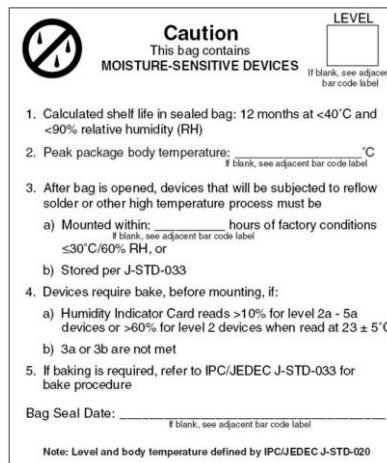 LEVEL
Caution
This bag contains
MOISTURE-SENSITIVE DEVICES
If blank, see adjacent
bar code label
1. Calculated shelf life in sealed bag: 12 months at <40˚C and
<90% relative humidity (RH)
2. Peak package body temperature: ____________________˚C
If blank, see adjacent bar code label
3. After bag is opened, devices that will be subjected to reflow
solder or other high temperature process must be
a) Mounted within: __________ hours of factory conditions
If blank, see adjacent bar code label
≤30˚C/60% RH, or
b) Stored per J-STD-033
4. Devices require bake, before mounting, if:
a) Humidity Indicator Card reads >10% for level 2a - 5a
devices or >60% for level 2 devices when read at 23 ± 5˚C
b) 3a or 3b are not met
5. If baking is required, refer to IPC/JEDEC J-STD-033 for
bake procedure
Bag Seal Date: ______________________________________
If blank, see adjacent bar code label
Note: Level and body temperature defined by IPC/JEDEC J-STD-020